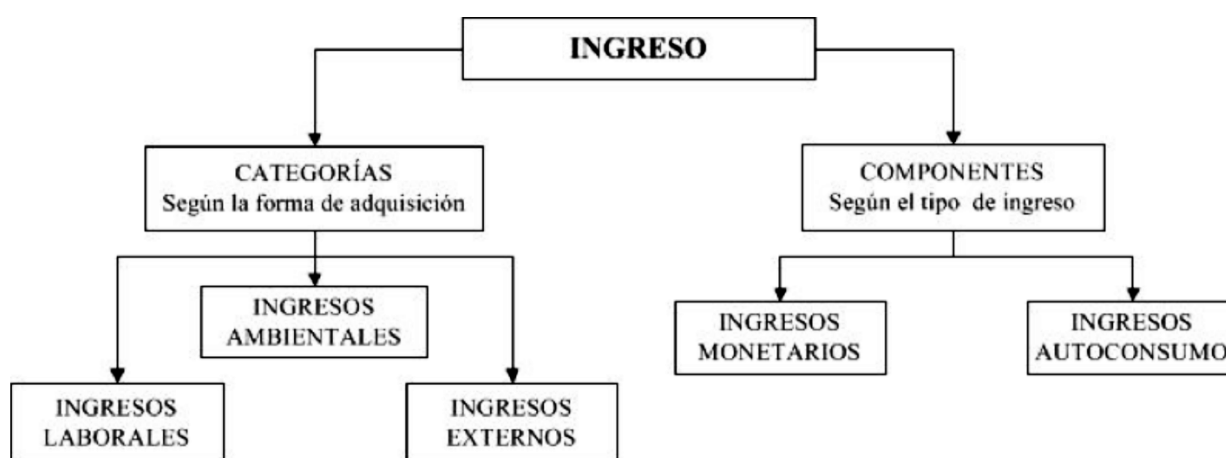 INGRESO
CATEGORÍAS
Según la forma de adquisición
COMPONENTES
Según el tipo de ingreso
INGRESOS
AMBIENTALES
INGRESOS
LABORALES
INGRESOS
EXTERNOS
INGRESOS
MONETARIOS
INGRESOS
AUTOCONSUMO